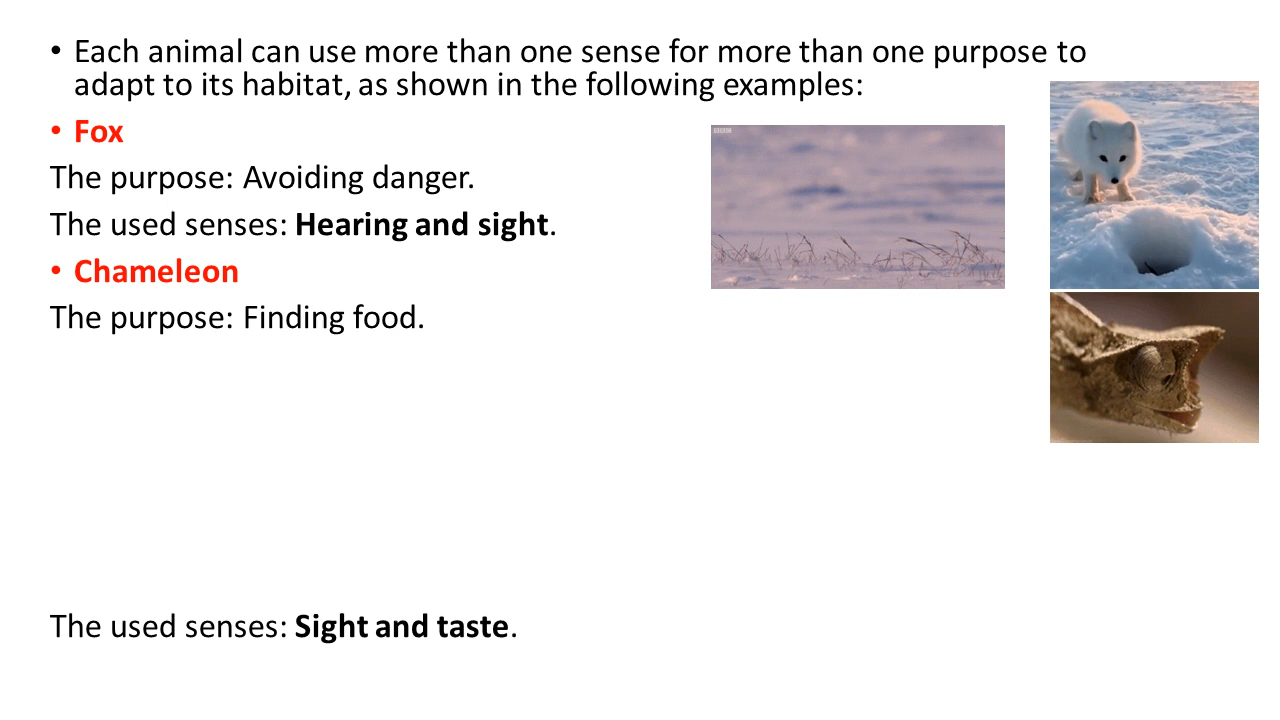 • Each animal can use more than one sense for more than one purpose to
adapt to its habitat, as shown in the following examples:
• Fox
The purpose: Avoiding danger.
The used senses: Hearing and sight.
• Chameleon
The purpose: Finding food.
The used senses: Sight and taste.